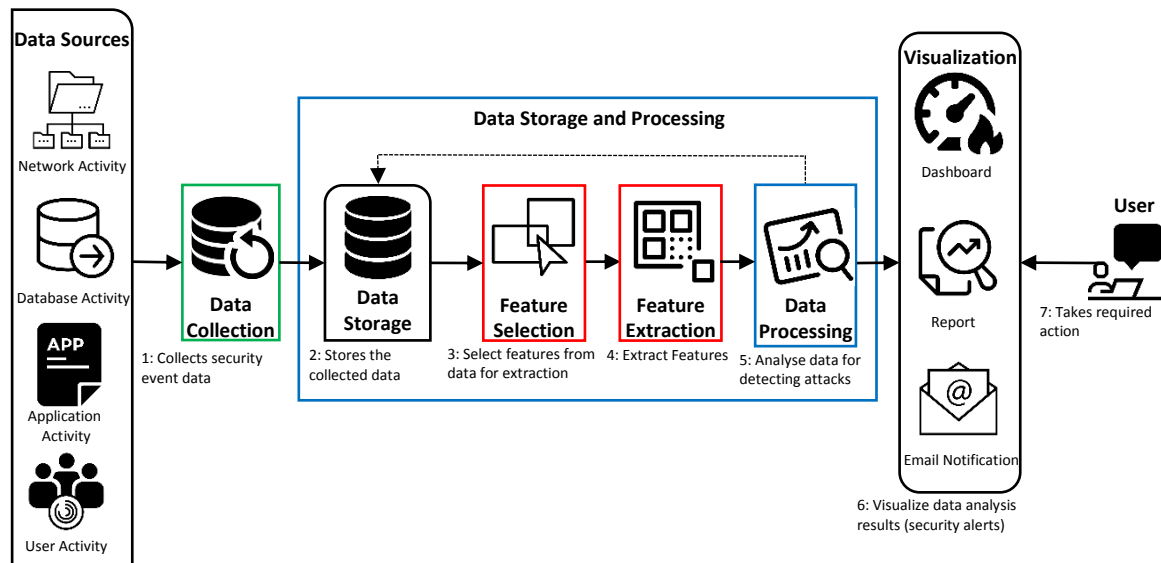 Data Sources
Network Activity
Database Activity
APP
Application
Activity
User Activity
Data
Collection
1: Collects security
event data
Data Storage and Processing
Data
Storage
2: Stores the
collected data
Feature
Selection
3: Select features from
data for extraction
Feature
Extraction
4: Extract Features
Data
Processing
5: Analyse data for
detecting attacks
Visualization
Dashboard
Report
@
Email Notification
6: Visualize data analysis
results (security alerts)
User
7: Takes required
action